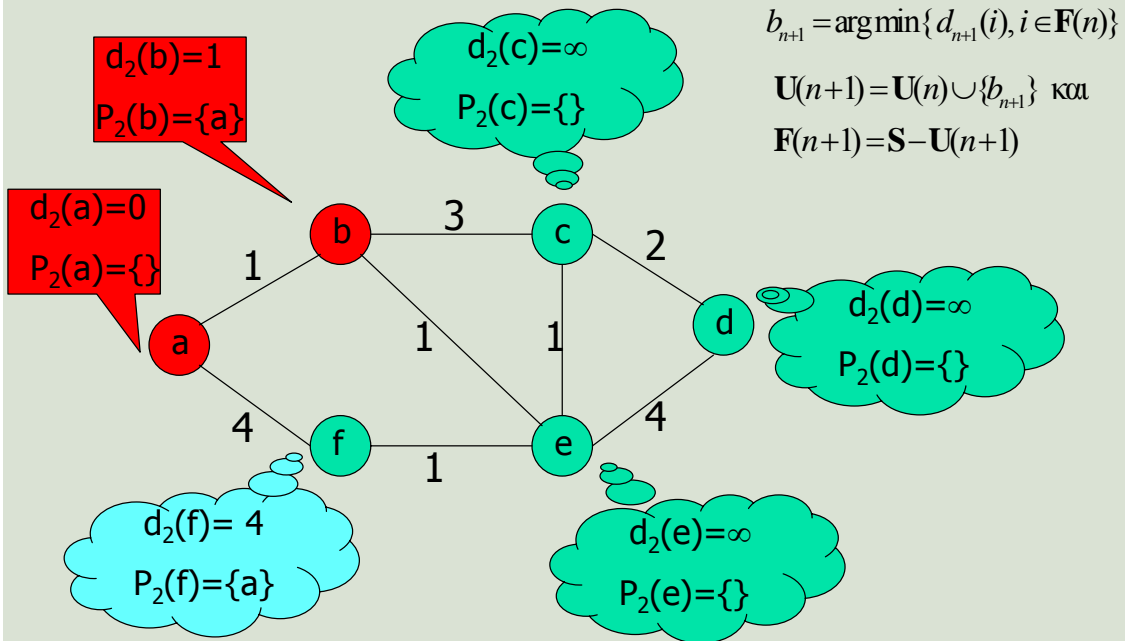 b_{n+1} = arg min{ d_{n+1}(i), i ∈ F(n)}
U(n+1) = U(n) ∪ {b_{n+1}} και
F(n+1) = S − U(n+1)
d₂(b)=1
P₂(b)={a}
d₂(c)=∞
P₂(c)={}
d₂(a)=0
P₂(a)={}
b
3
c
2
1
d₂(d)=∞
P₂(d)={}
d
a
1
1
4
f
1
e
4
d₂(f)= 4
P₂(f)={a}
d₂(e)=∞
P₂(e)={}